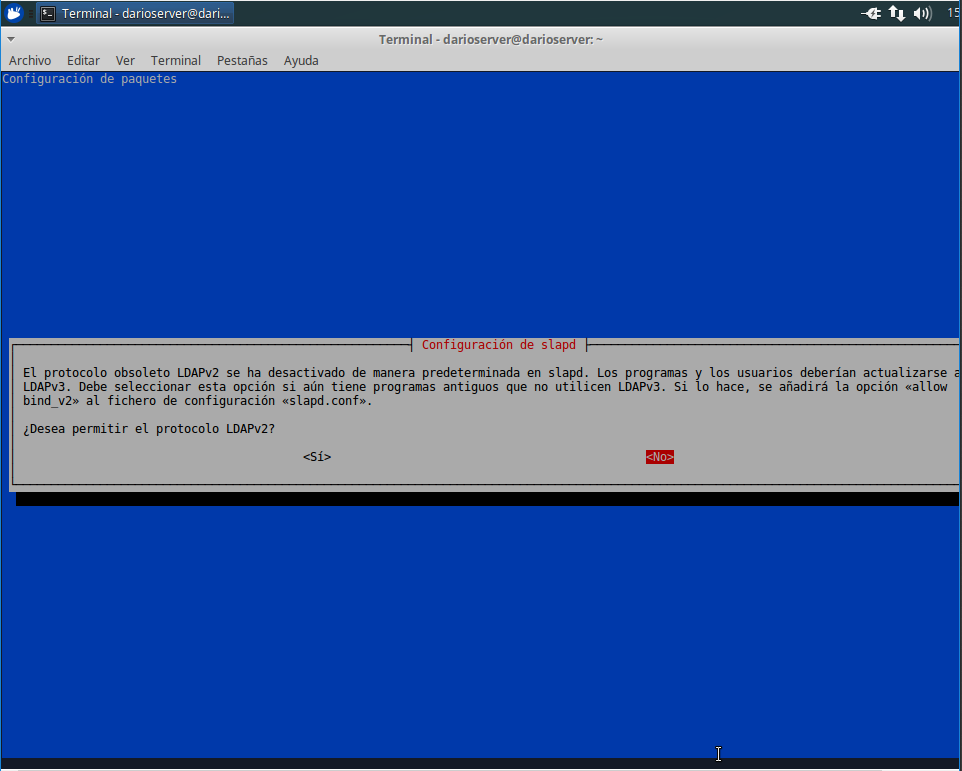 Terminal - darioserver@dari...
15
Terminal - darioserver@darioserver: ~
Archivo Editar Ver Terminal Pestañas Ayuda
Configuración de paquetes
Configuración de slapd
El protocolo obsoleto LDAPv2 se ha desactivado de manera predeterminada en slapd. Los programas y los usuarios deberían actualizarse a
LDAPv3. Debe seleccionar esta opción si aún tiene programas antiguos que no utilicen LDAPv3. Si lo hace, se añadirá la opción «allow
bind_v2» al fichero de configuración «slapd.conf».
¿Desea permitir el protocolo LDAPv2?
<Sí> <No>